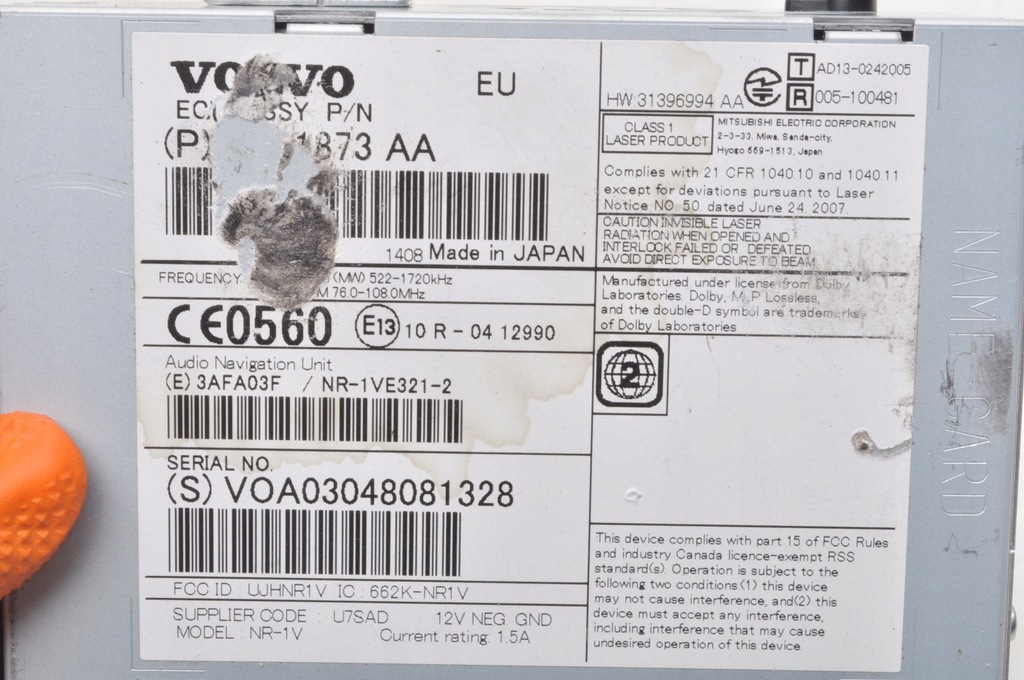 VOLVO
EU
P/N
(P) 1873 AA
1408 Made in JAPAN
FREQUENCY (MW) 522-1720kHz
76.0-108.0MHz
CE0560 E13 10 R - 04 12990
Audio Navigation Unit
(E) 3AFA03F / NR-1VE321-2
SERIAL NO.
(S) VOA03048081328
FCC ID : UJHNR1V IC : 662K-NR1V
SUPPLIER CODE : U7SAD 12V NEG. GND
MODEL : NR-1V Current rating: 1.5A
HW:31396994 AA
T AD13-0242005
R 005-100481
CLASS 1
LASER PRODUCT
MITSUBISHI ELECTRIC CORPORATION
2-3-33, Miwa, Sanda-city,
Hyogo 669-1513, Japan
Complies with 21 CFR 1040.10 and 1040.11
except for deviations pursuant to Laser
Notice NO. 50, dated June 24, 2007.
CAUTION INVISIBLE LASER
RADIATION WHEN OPENED AND
INTERLOCK FAILED OR DEFEATED
AVOID DIRECT EXPOSURE TO BEAM
Manufactured under license from Dolby
Laboratories. Dolby, MLP Lossless,
and the double-D symbol are trademarks
of Dolby Laboratories
2
This device complies with part 15 of FCC Rules
and industry Canada licence-exempt RSS
standard(s). Operation is subject to the
following two conditions:(1) this device
may not cause interference, and(2) this
device must accept any interference,
including interference that may cause
undesired operation of this device.
NAME CARD